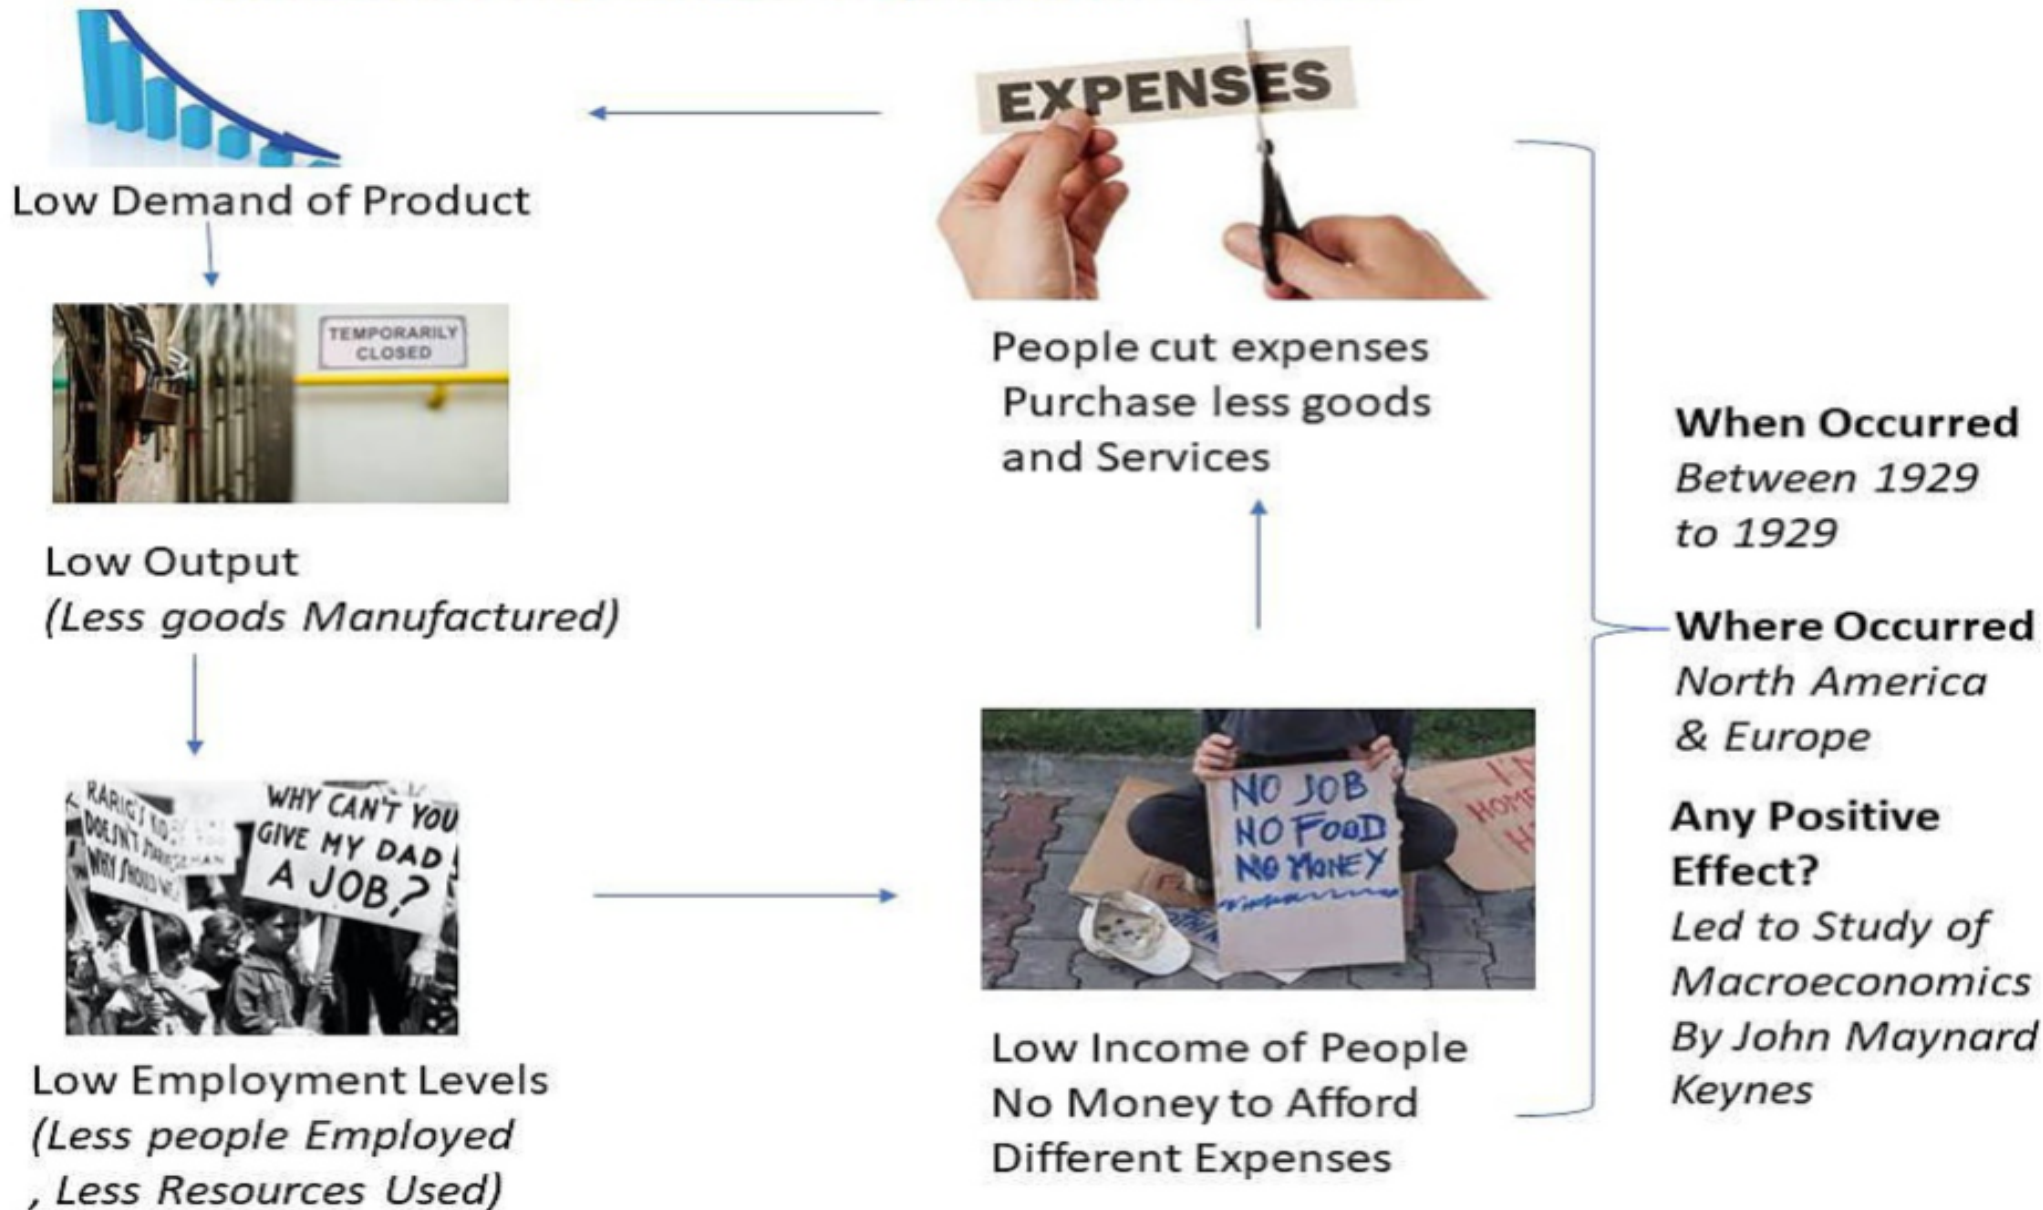 EXPENSES
Low Demand of Product
TEMPORARILY
CLOSED
People cut expenses
Purchase less goods
and Services
Low Output
(Less goods Manufactured)
When Occurred
Between 1929
to 1929
Where Occurred
North America
& Europe
Any Positive
Effect?
Led to Study of
Macroeconomics
By John Maynard
Keynes
DOESN'T
WHY SHOULD
WHY CAN'T YOU
GIVE MY DAD
A JOB?
NO JOB
NO FOOD
NO MONEY
Low Employment Levels
(Less people Employed
, Less Resources Used)
Low Income of People
No Money to Afford
Different Expenses